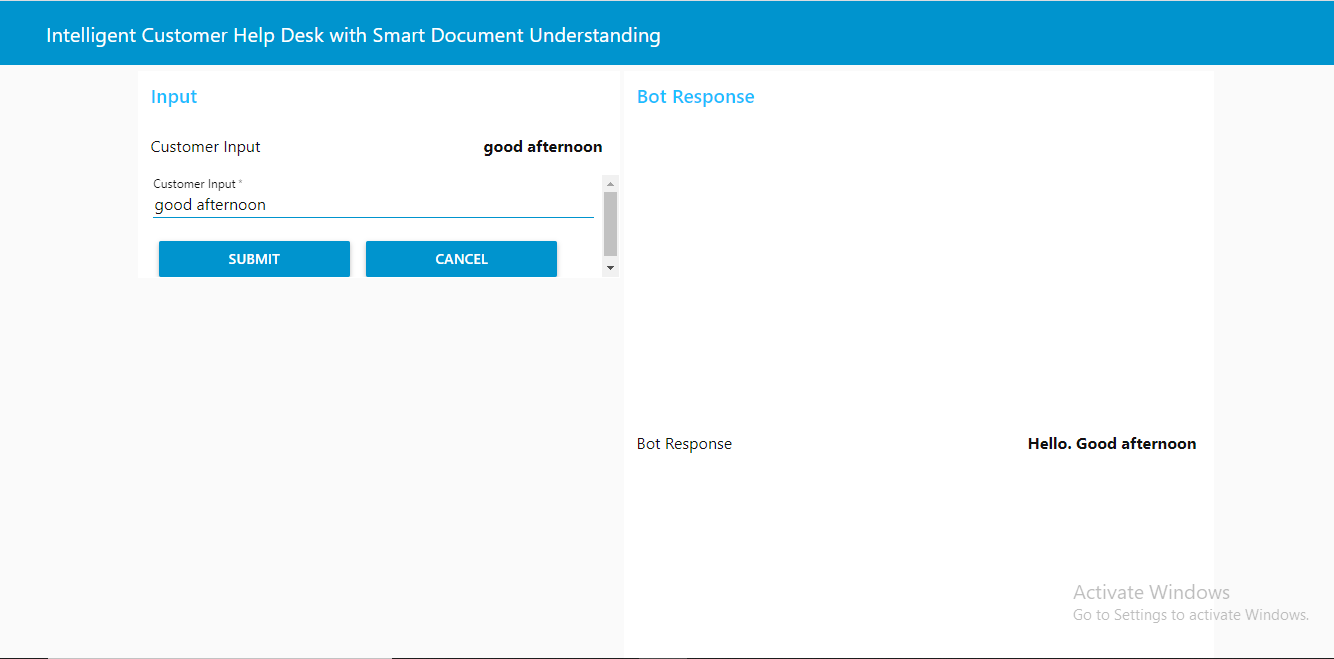 Intelligent Customer Help Desk with Smart Document Understanding
Input
Customer Input good afternoon
Customer Input *
good afternoon
SUBMIT CANCEL
Bot Response
Bot Response Hello. Good afternoon
Activate Windows
Go to Settings to activate Windows.